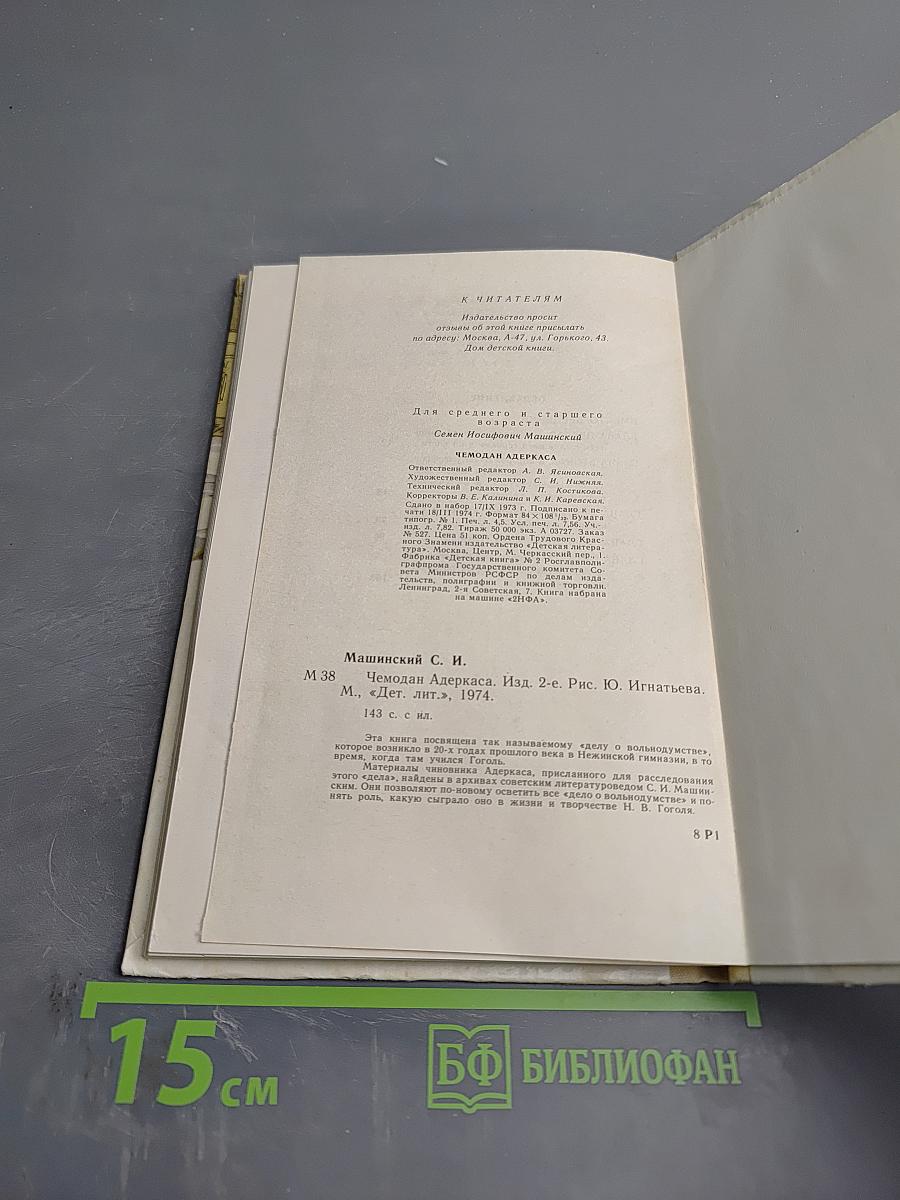 К ЧИТАТЕЛЯМ
Издательство просит
отзывы об этой книге присылать
по адресу: Москва, А-47, ул. Горького, 43.
Дом детской книги.
Для среднего и старшего
возраста
Семен Иосифович Машинский
ЧЕМОДАН АДЕРКАСА
Ответственный редактор А. В. Ясиновская.
Художественный редактор С. И. Нижняя.
Технический редактор Л. П. Костикова.
Корректоры В. Е. Калинина и К. И. Каревская.
Сдано в набор 17/IX 1973 г. Подписано к пе-
чати 18/III 1974 г. Формат 84×108 1/32. Бумага
типогр. № 1. Печ. л. 4,5. Усл. печ. л. 7,56. Уч.-
изд. л. 7,82. Тираж 50 000 экз. А 03727. Заказ
№ 527. Цена 51 коп. Ордена Трудового Крас-
ного Знамени издательство «Детская литера-
тура». Москва, Центр, М. Черкасский пер., 1.
Фабрика «Детская книга» № 2 Росглавполи-
графпрома Государственного комитета Со-
вета Министров РСФСР по делам изда-
тельств, полиграфии и книжной торговли.
Ленинград, 2-я Советская, 7. Книга набрана
на машине «2НФА».
Машинский С. И.
М 38 Чемодан Адеркаса. Изд. 2-е. Рис. Ю. Игнатьева.
М., «Дет. лит.», 1974.
143 с. с ил.
Эта книга посвящена так называемому «делу о вольнодумстве»,
которое возникло в 20-х годах прошлого века в Нежинской гимназии, в то
время, когда там учился Гоголь.
Материалы чиновника Адеркаса, присланного для расследования
этого «дела», найдены в архивах советским литературоведом С. И. Машин-
ским. Они позволяют по-новому осветить все «дело о вольнодумстве» и по-
нять роль, какую сыграло оно в жизни и творчестве Н. В. Гоголя.
8 Р1
15 см
БФ БИБЛИОФАН